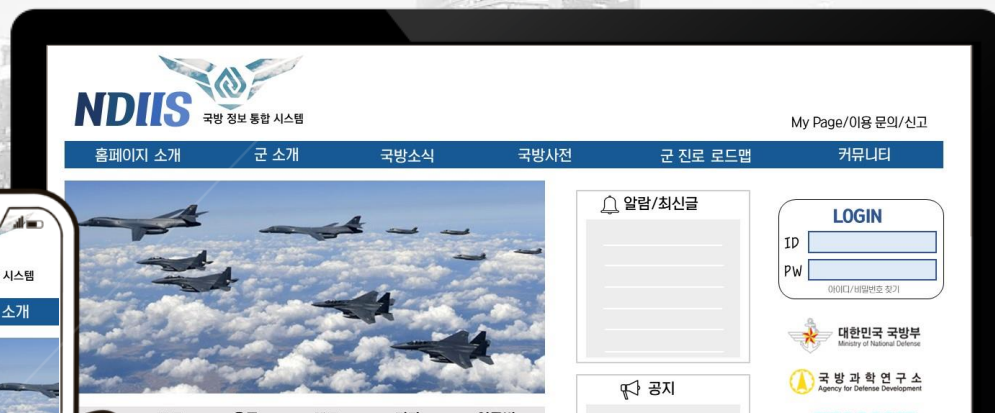 NDIIS 국방 정보 통합 시스템
My Page/이용 문의/신고
홈페이지 소개 군 소개 국방소식 국방사전 군 진로 로드맵 커뮤니티
알람/최신글
LOGIN
ID
PW
아이디/비밀번호 찾기
시스템
소개
대한민국 국방부
Ministry of National Defense
국 방 과 학 연 구 소
Agency for Defense Development
공지